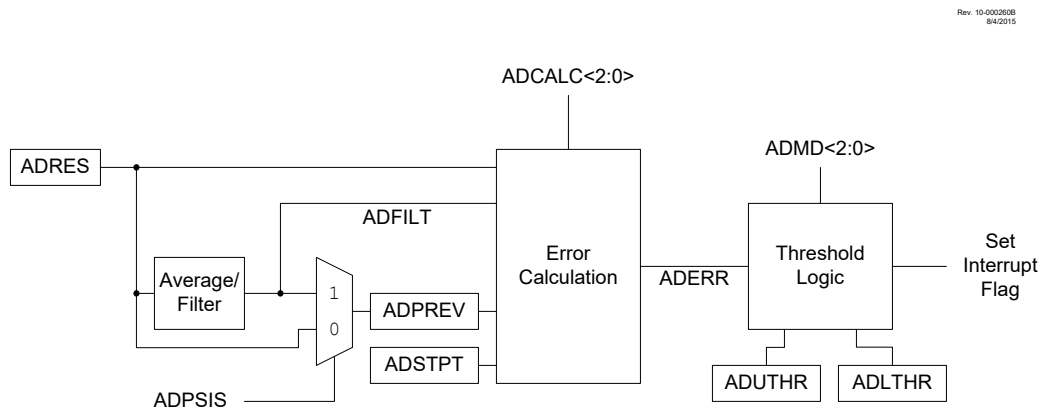 Rev. 10-000260B
8/4/2015
ADCALC<2:0>
ADRES
ADMD<2:0>
ADFILT
Error
Calculation
Threshold
Logic
Set
Interrupt
Flag
ADERR
Average/
Filter
1
0
ADPREV
ADSTPT
ADUTHR
ADLTHR
ADPSIS